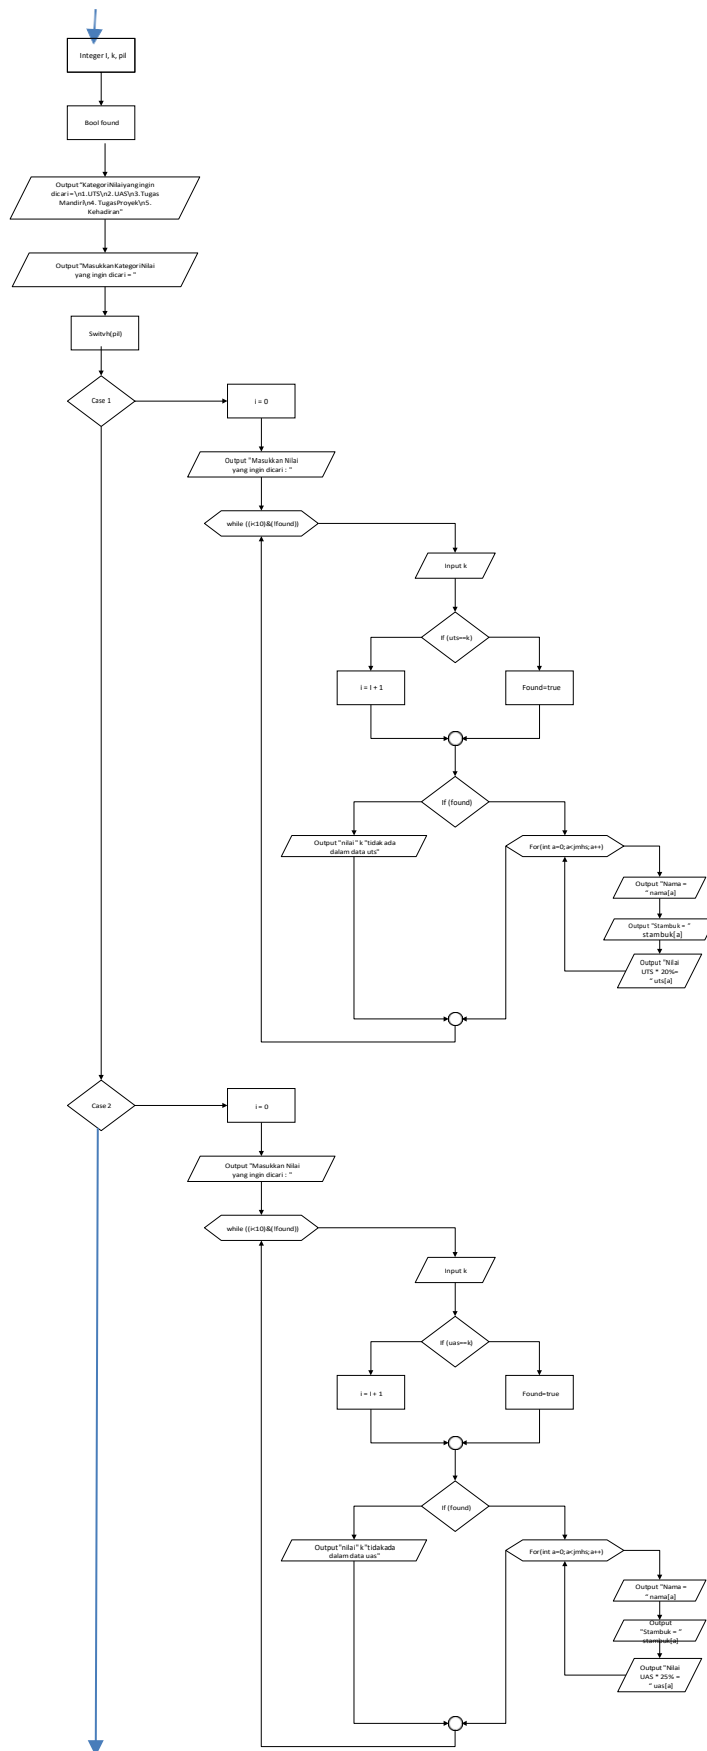 Integer I, k, pil
Bool found
Output "KategoriNilaiyang ingin
dicari =\n1.UTS\n2. UAS\n3.Tugas
Mandiri\n4. TugasProyek\n5.
Kehadiran"
Output "MasukkanKategoriNilai
yang ingin dicari = "
Switvh(pil)
Case 1
i = 0
Output "Masukkan Nilai
yang ingin dicari : "
while ((i<10)&(!found))
Input k
If (uts==k)
i = I + 1
Found=true
If (found)
Output "nilai" k "tidak ada
dalam data uts"
For(int a=0;a<jmhs;a++)
Output "Nama =
" nama[a]
Output "Stambuk = "
stambuk[a]
Output "Nilai
UTS * 20%=
" uts[a]
Case 2
i = 0
Output "Masukkan Nilai
yang ingin dicari : "
while ((i<10)&(!found))
Input k
If (uas==k)
i = i + 1
Found=true
If (found)
Output "nilai" k "tidakada
dalam data uas"
For(int a=0;a<jmhs;a++)
Output "Nama =
" nama[a]
Output
"Stambuk = "
stambuk[a]
Output "Nilai
UAS * 25% =
" uas[a]